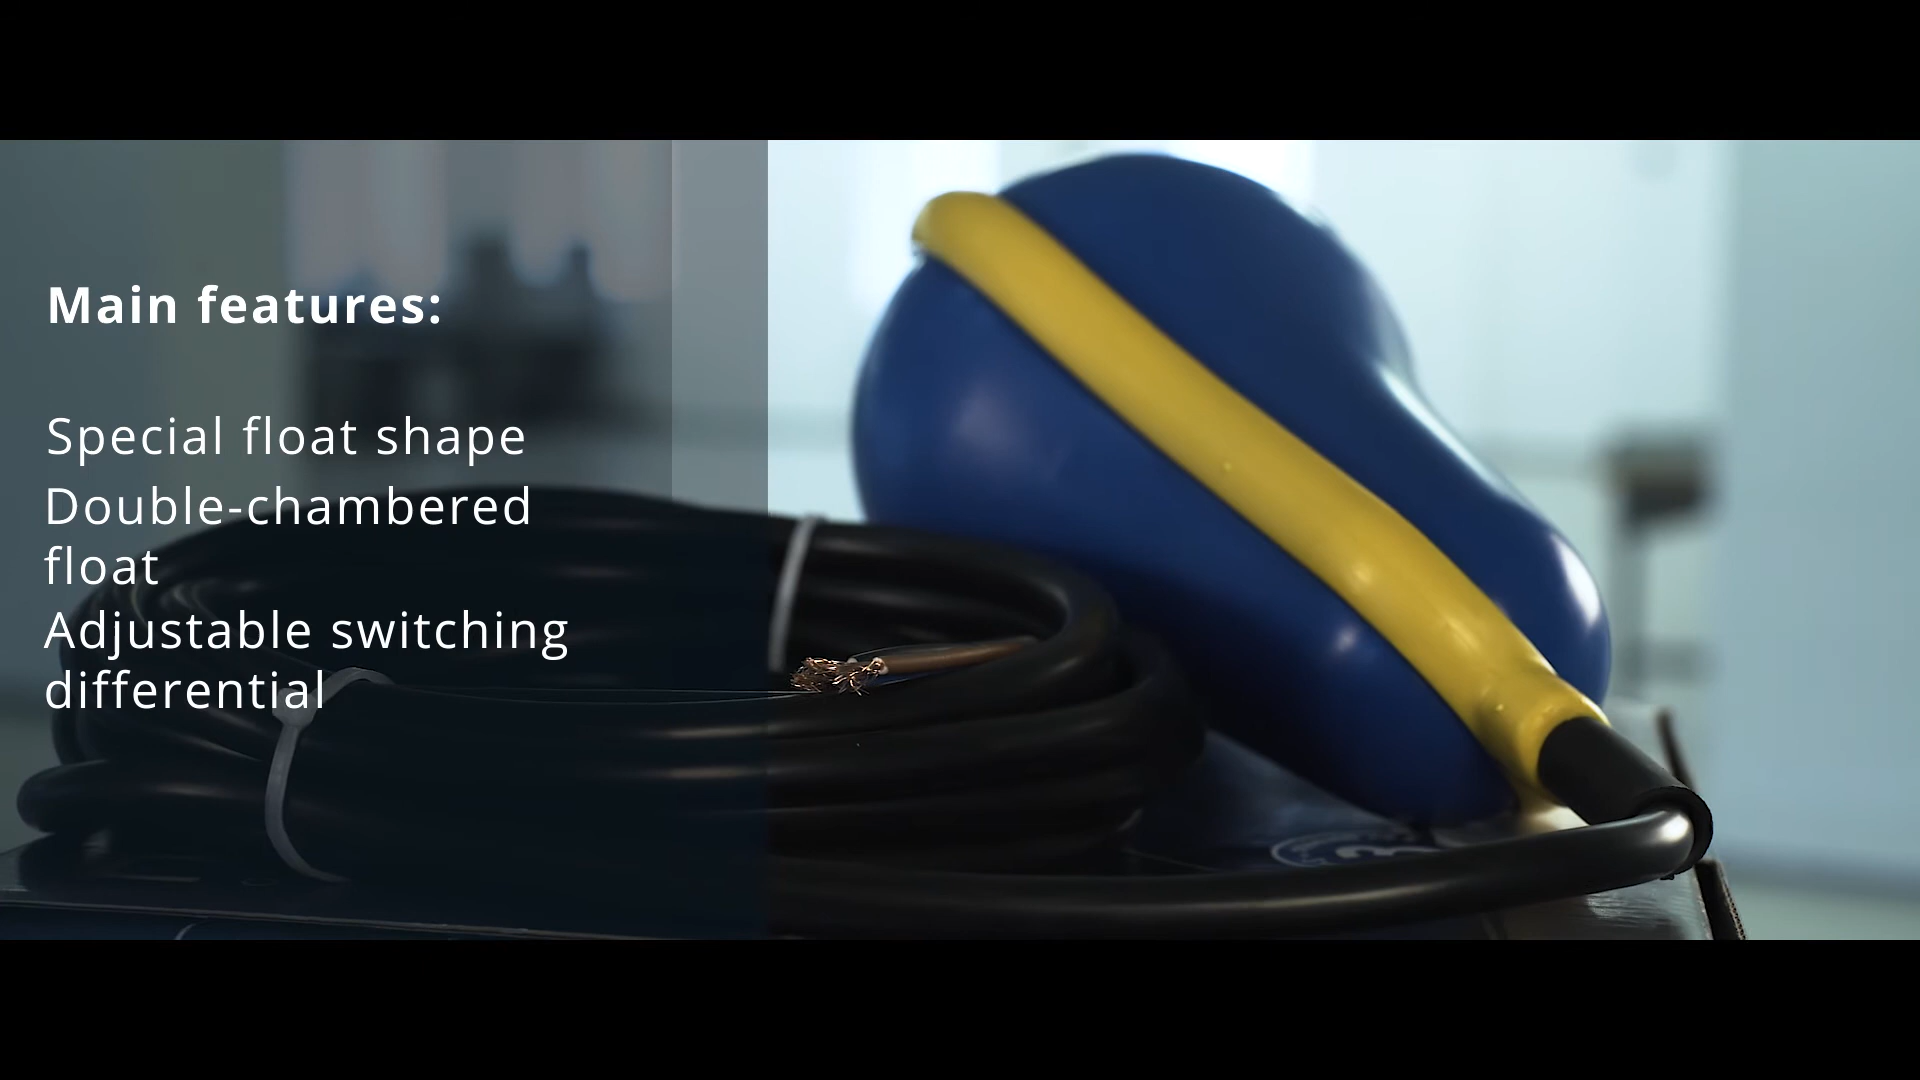 Main features:
Special float shape
Double-chambered
float
Adjustable switching
differential